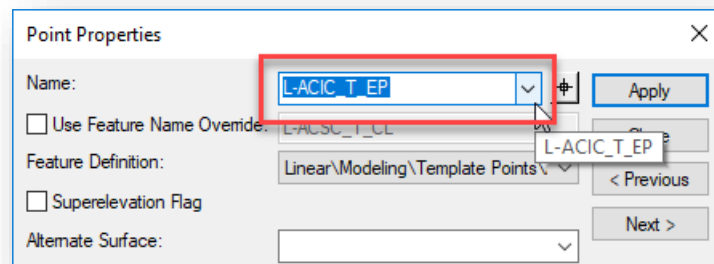 Point Properties
Name: L-ACIC_T_EP Apply
Use Feature Name Override: L-ACSC_T_CL
L-ACIC_T_EP
Feature Definition: Linear\Modeling\Template Points\ < Previous
Superelevation Flag
Next >
Alternate Surface: